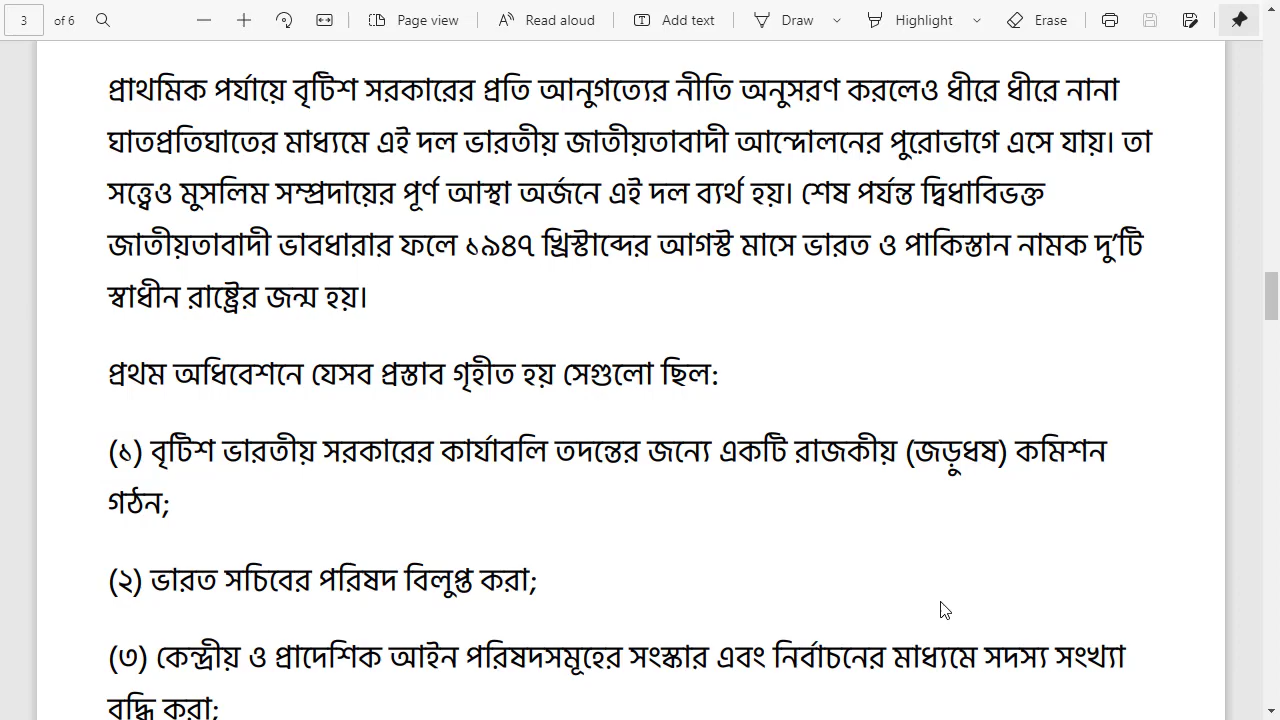 3 of 6 Page view Read aloud Add text Draw Highlight Erase
প্রাথমিক পর্যায়ে বৃটিশ সরকারের প্রতি আনুগত্যের নীতি অনুসরণ করলেও ধীরে ধীরে নানা
ঘাতপ্রতিঘাতের মাধ্যমে এই দল ভারতীয় জাতীয়তাবাদী আন্দোলনের পুরোভাগে এসে যায়। তা
সত্ত্বেও মুসলিম সম্প্রদায়ের পূর্ণ আস্থা অর্জনে এই দল ব্যর্থ হয়। শেষ পর্যন্ত দ্বিধাবিভক্ত
জাতীয়তাবাদী ভাবধারার ফলে ১৯৪৭ খ্রিস্টাব্দের আগস্ট মাসে ভারত ও পাকিস্তান নামক দু’টি
স্বাধীন রাষ্ট্রের জন্ম হয়।
প্রথম অধিবেশনে যেসব প্রস্তাব গৃহীত হয় সেগুলো ছিল:
(১) বৃটিশ ভারতীয় সরকারের কার্যাবলি তদন্তের জন্যে একটি রাজকীয় (জড়ুধষ) কমিশন
গঠন;
(২) ভারত সচিবের পরিষদ বিলুপ্ত করা;
(৩) কেন্দ্রীয় ও প্রাদেশিক আইন পরিষদসমূহের সংস্কার এবং নির্বাচনের মাধ্যমে সদস্য সংখ্যা
বৃদ্ধি করা;